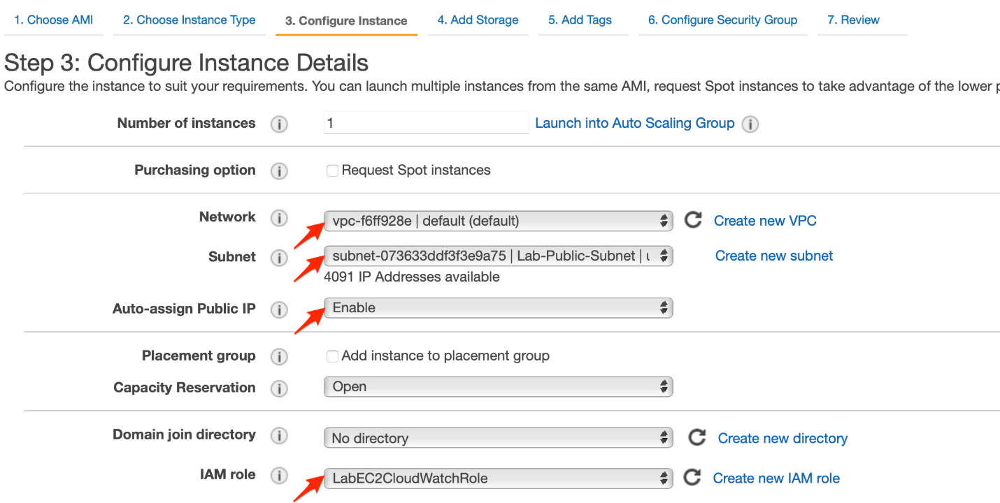 1. Choose AMI 2. Choose Instance Type 3. Configure Instance 4. Add Storage 5. Add Tags 6. Configure Security Group 7. Review
Step 3: Configure Instance Details
Configure the instance to suit your requirements. You can launch multiple instances from the same AMI, request Spot instances to take advantage of the lower
Number of instances i 1 Launch into Auto Scaling Group i
Purchasing option i Request Spot instances
Network i vpc-f6ff928e | default (default) Create new VPC
Subnet i subnet-073633ddf3f3e9a75 | Lab-Public-Subnet | Create new subnet
4091 IP Addresses available
Auto-assign Public IP i Enable
Placement group i Add instance to placement group
Capacity Reservation i Open
Domain join directory i No directory Create new directory
IAM role i LabEC2CloudWatchRole Create new IAM role